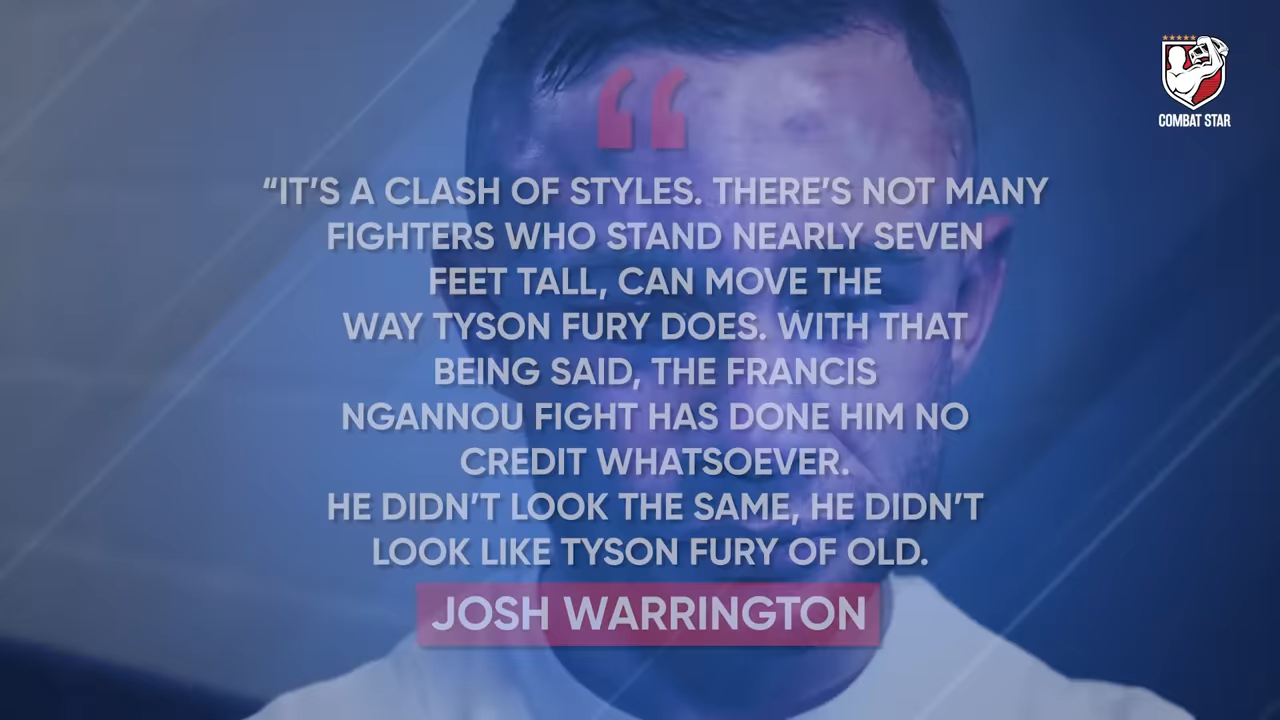 COMBAT STAR
“
“IT’S A CLASH OF STYLES. THERE’S NOT MANY
FIGHTERS WHO STAND NEARLY SEVEN
FEET TALL, CAN MOVE THE
WAY TYSON FURY DOES. WITH THAT
BEING SAID, THE FRANCIS
NGANNOU FIGHT HAS DONE HIM NO
CREDIT WHATSOEVER.
HE DIDN’T LOOK THE SAME, HE DIDN’T
LOOK LIKE TYSON FURY OF OLD.
JOSH WARRINGTON